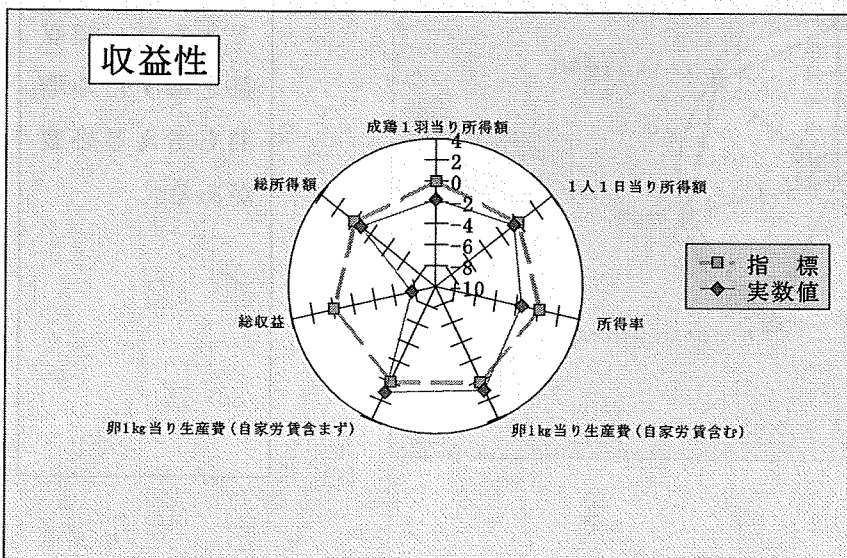 収益性
成鶏1羽当り所得額
4
2
0
-2
-4
-6
8
10
総所得額
1人1日当り所得額
指 標
実数値
総収益
所得率
卵1kg当り生産費(自家労賃含まず)
卵1kg当り生産費(自家労賃含む)